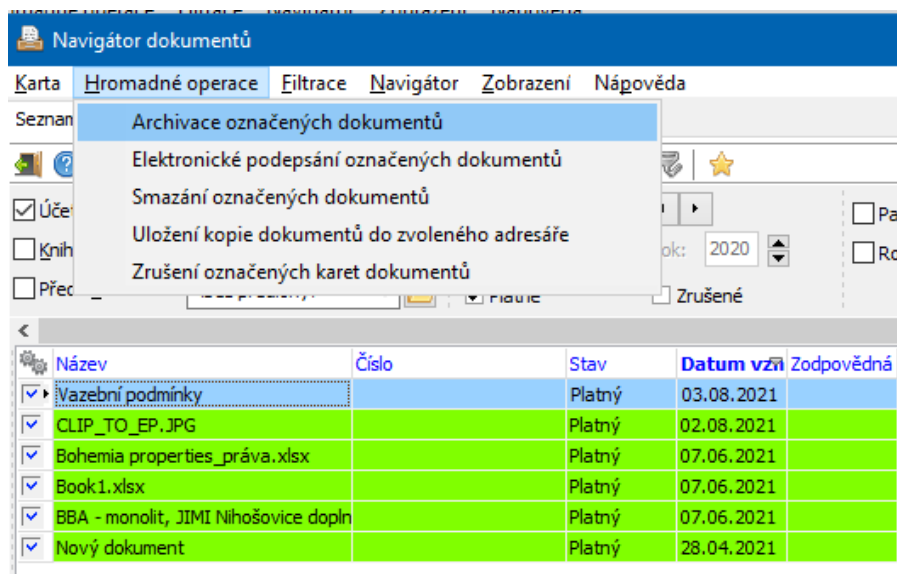 Navigátor dokumentů
Karta Hromadné operace Filtrace Navigátor Zobrazení Nápověda
Archivace označených dokumentů
Elektronické podepsání označených dokumentů
Smazání označených dokumentů
Uložení kopie dokumentů do zvoleného adresáře
ok: 2020
Zrušení označených karet dokumentů
Platné Zrušené
Název Číslo Stav Datum vzn Zodpovědná
Vazební podmínky Platný 03.08.2021
CLIP_TO_EP.JPG Platný 02.08.2021
Bohemia properties_práva.xlsx Platný 07.06.2021
Book1.xlsx Platný 07.06.2021
BBA - monolit, JIMI Nihošovice dopln Platný 07.06.2021
Nový dokument Platný 28.04.2021